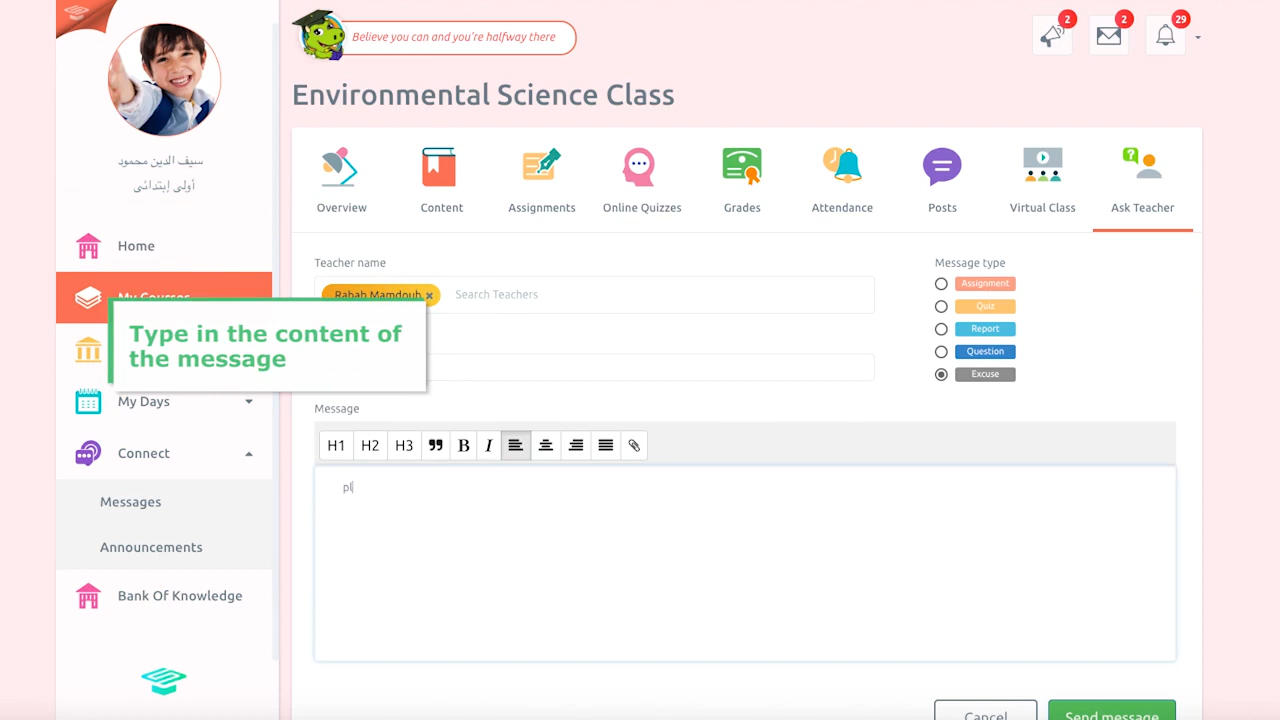 Believe you can and you're halfway there
2
2
29
Environmental Science Class
سيف الدين محمود
أولى إبتدائى
Overview
Content
Assignments
Online Quizzes
Grades
Attendance
Posts
Virtual Class
Ask Teacher
Home
My Courses
My Days
Connect
Messages
Announcements
Bank Of Knowledge
Type in the content of
the message
Teacher name
Rabab Mamdouh ×
Search Teachers
Message type
Assignment
Quiz
Report
Question
Excuse
Message
H1 H2 H3 B I
pl
Cancel
Send message